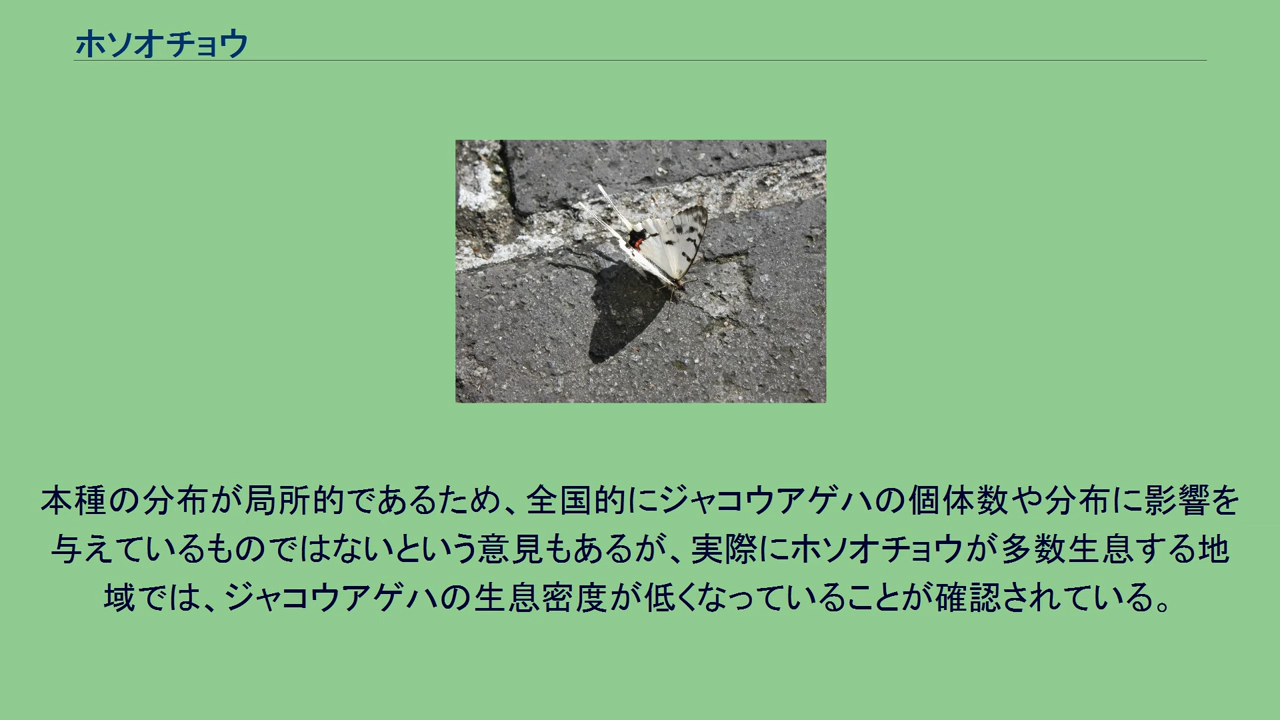 ホソオチョウ
本種の分布が局所的であるため、全国的にジャコウアゲハの個体数や分布に影響を
与えているものではないという意見もあるが、実際にホソオチョウが多数生息する地
域では、ジャコウアゲハの生息密度が低くなっていることが確認されている。